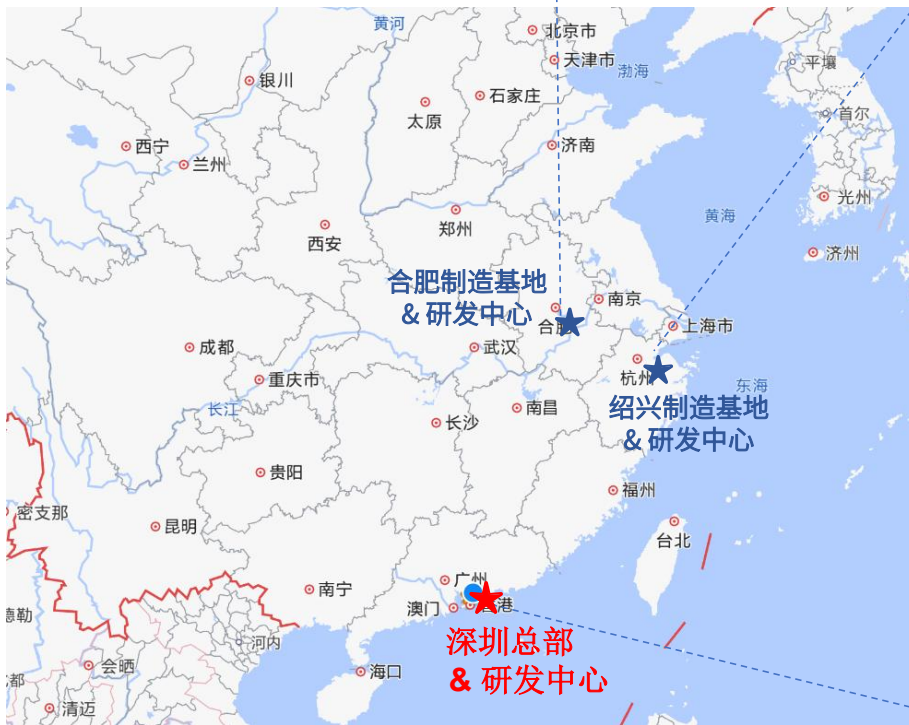 黄河
北京市
天津市
渤海
平壤
银川
石家庄
太原
首尔
西宁
兰州
济南
光州
黄海
西安
郑州
济州
合肥制造基地
& 研发中心
南京
合肥
上海市
成都
武汉
杭州
重庆市
东海
长江
南昌
绍兴制造基地
& 研发中心
长沙
贵阳
福州
密支那
昆明
台北
广州
南宁
香港
澳门
德勒
河内
深圳总部
& 研发中心
会晒
海口
都
清迈